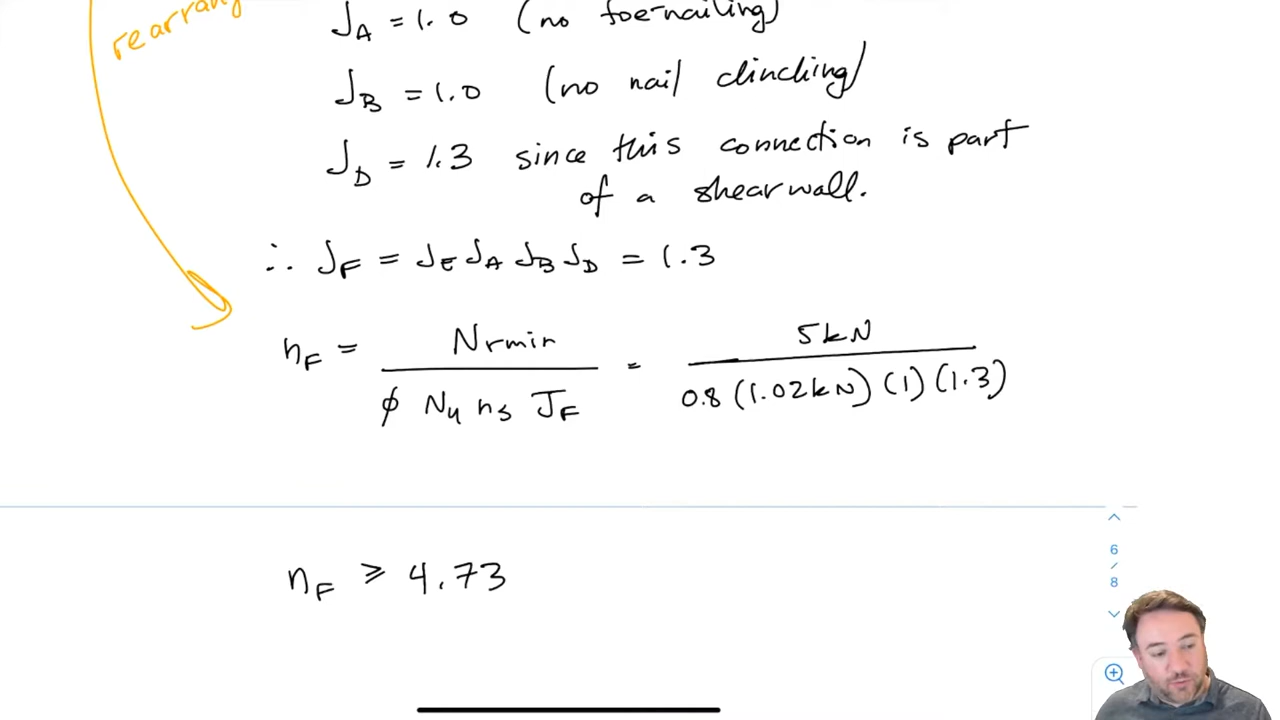 rearrang
J_A = 1.0 (no toe-nailing)
J_B = 1.0 (no nail clinching)
J_D = 1.3 since this connection is part
of a shearwall.
∴ J_F = J_E J_A J_B J_D = 1.3
n_F = N_rmin / (φ N_u n_s J_F) = 5kN / (0.8 (1.02kN) (1) (1.3))
n_F ≥ 4.73
6
/
8